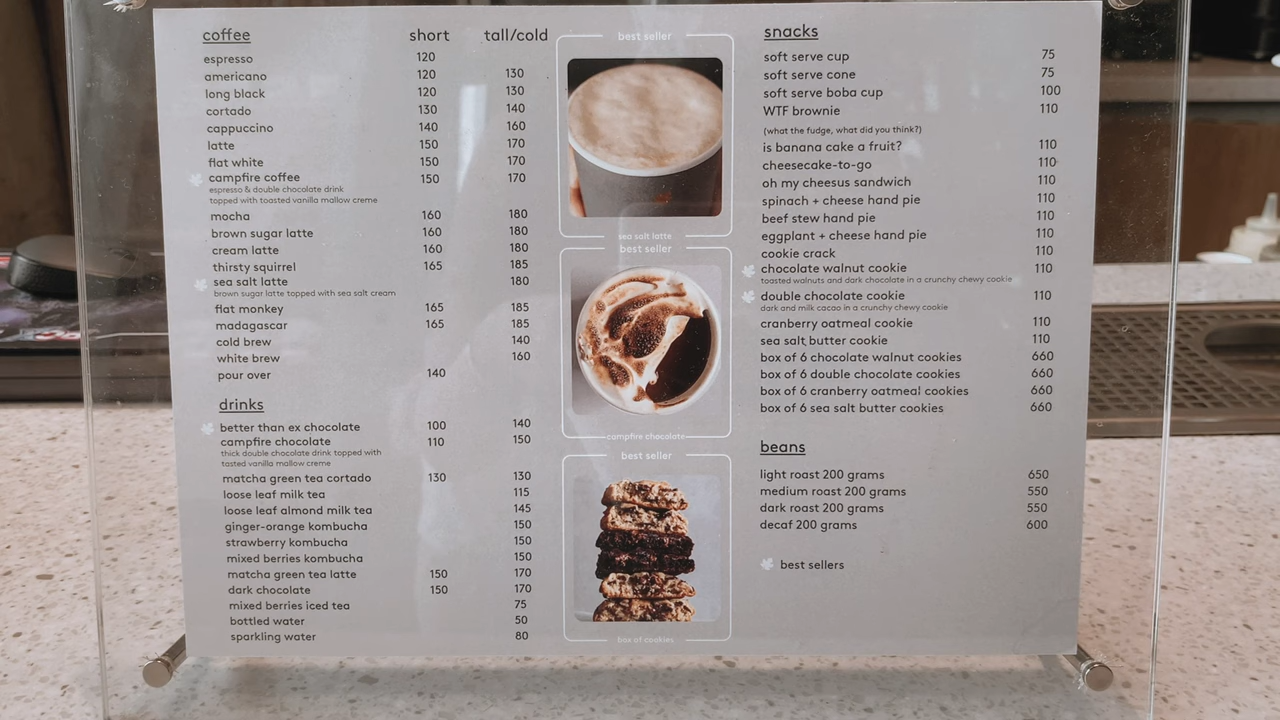 coffee short tall/cold
espresso 120
americano 120 130
long black 120 130
cortado 130 140
cappuccino 140 160
latte 150 170
flat white 150 170
campfire coffee 150 170
espresso & double chocolate drink
topped with toasted vanilla mallow creme
mocha 160 180
brown sugar latte 160 180
cream latte 160 180
thirsty squirrel 165 185
sea salt latte 180
brown sugar latte topped with sea salt cream
flat monkey 165 185
madagascar 165 185
cold brew 140
white brew 160
pour over 140
drinks
better than ex chocolate 100 140
campfire chocolate 110 150
thick double chocolate drink topped with
tasted vanilla mallow creme
matcha green tea cortado 130 130
loose leaf milk tea 115
loose leaf almond milk tea 145
ginger-orange kombucha 150
strawberry kombucha 150
mixed berries kombucha 150
matcha green tea latte 150 170
dark chocolate 150 170
mixed berries iced tea 75
bottled water 50
sparkling water 80
best seller
sea salt latte
best seller
campfire chocolate
best seller
box of cookies
snacks
soft serve cup 75
soft serve cone 75
soft serve boba cup 100
WTF brownie 110
(what the fudge, what did you think?)
is banana cake a fruit? 110
cheesecake-to-go 110
oh my cheesus sandwich 110
spinach + cheese hand pie 110
beef stew hand pie 110
eggplant + cheese hand pie 110
cookie crack 110
chocolate walnut cookie 110
toasted walnuts and dark chocolate in a crunchy chewy cookie
double chocolate cookie 110
dark and milk cacao in a crunchy chewy cookie
cranberry oatmeal cookie 110
sea salt butter cookie 110
box of 6 chocolate walnut cookies 660
box of 6 double chocolate cookies 660
box of 6 cranberry oatmeal cookies 660
box of 6 sea salt butter cookies 660
beans
light roast 200 grams 650
medium roast 200 grams 550
dark roast 200 grams 550
decaf 200 grams 600
best sellers